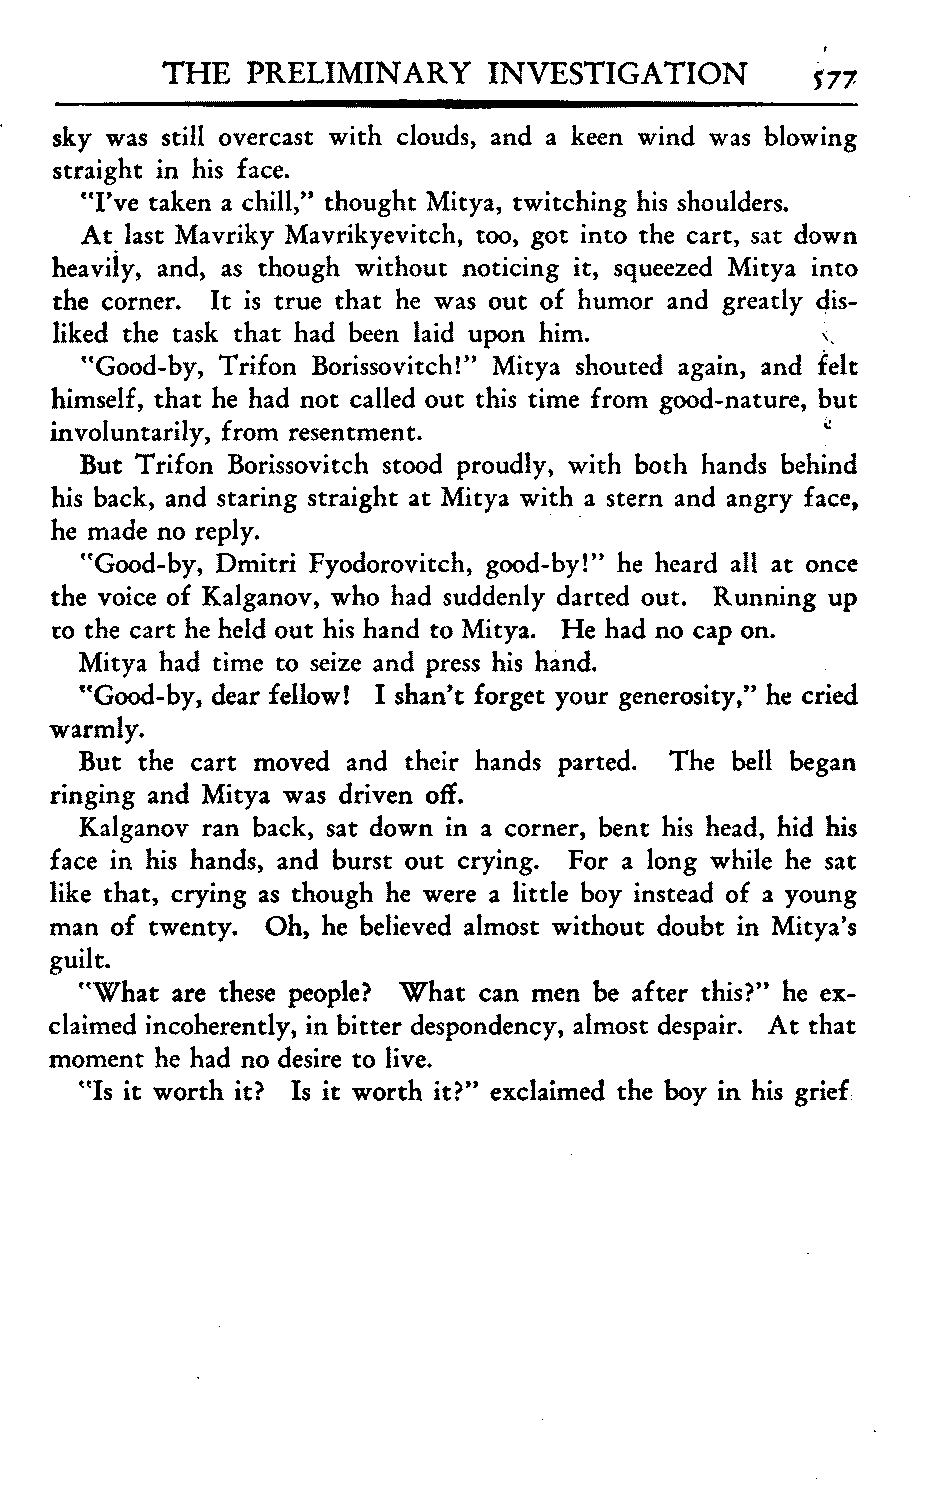 THE PRELIMINARY INVESTIGATION 577
sky was still overcast with clouds, and a keen wind was blowing
straight in his face.
"I've taken a chill," thought Mitya, twitching his shoulders.
At last Mavriky Mavrikyevitch, too, got into the cart, sat down
heavily, and, as though without noticing it, squeezed Mitya into
the corner. It is true that he was out of humor and greatly dis-
liked the task that had been laid upon him.
"Good-by, Trifon Borissovitch!" Mitya shouted again, and felt
himself, that he had not called out this time from good-nature, but
involuntarily, from resentment.
But Trifon Borissovitch stood proudly, with both hands behind
his back, and staring straight at Mitya with a stern and angry face,
he made no reply.
"Good-by, Dmitri Fyodorovitch, good-by!" he heard all at once
the voice of Kalganov, who had suddenly darted out. Running up
to the cart he held out his hand to Mitya. He had no cap on.
Mitya had time to seize and press his hand.
"Good-by, dear fellow! I shan't forget your generosity," he cried
warmly.
But the cart moved and their hands parted. The bell began
ringing and Mitya was driven off.
Kalganov ran back, sat down in a corner, bent his head, hid his
face in his hands, and burst out crying. For a long while he sat
like that, crying as though he were a little boy instead of a young
man of twenty. Oh, he believed almost without doubt in Mitya's
guilt.
"What are these people? What can men be after this?" he ex-
claimed incoherently, in bitter despondency, almost despair. At that
moment he had no desire to live.
"Is it worth it? Is it worth it?" exclaimed the boy in his grief